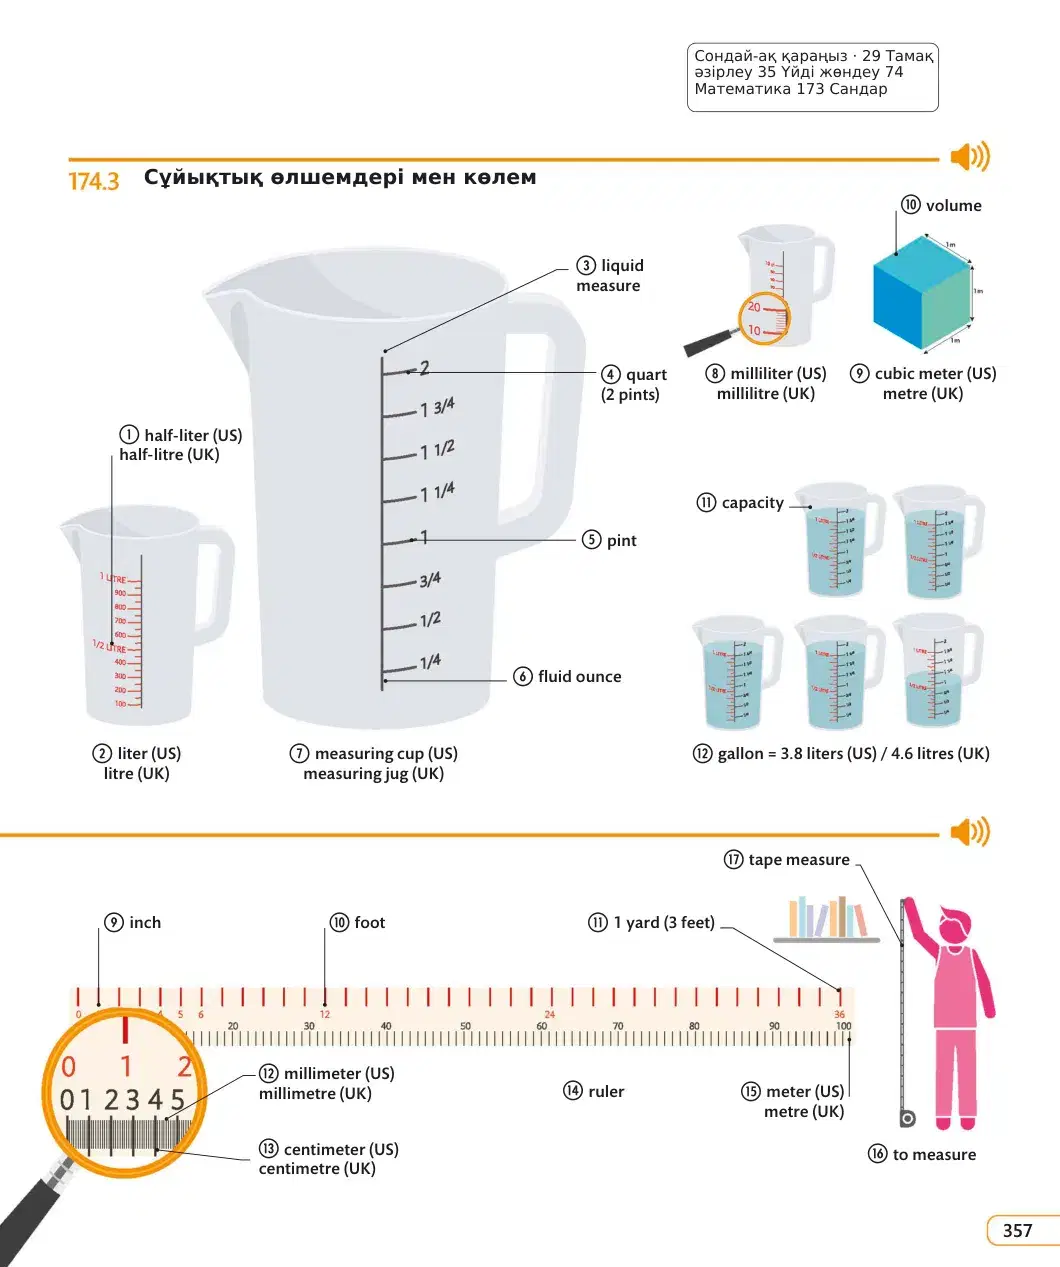 Сондай-ақ қараңыз · 29 Тамақ
әзірлеу 35 Үйді жөндеу 74
Математика 173 Сандар
174.3 Сұйықтық өлшемдері мен көлем
⑩ volume
1m
1m
1m
③ liquid
measure
20
10
④ quart
(2 pints)
⑧ milliliter (US)
millilitre (UK)
⑨ cubic meter (US)
metre (UK)
2
1 3/4
1 1/2
1 1/4
1
3/4
1/2
1/4
① half-liter (US)
half-litre (UK)
⑪ capacity
⑤ pint
1 LITRE
900
800
700
600
1/2 LITRE
400
300
200
100
⑥ fluid ounce
② liter (US)
litre (UK)
⑦ measuring cup (US)
measuring jug (UK)
⑫ gallon = 3.8 liters (US) / 4.6 litres (UK)
⑰ tape measure
⑨ inch
⑩ foot
⑪ 1 yard (3 feet)
0 4 5 6 12 24 36
20 30 40 50 60 70 80 90 100
0 1 2
0 1 2 3 4 5
⑫ millimeter (US)
millimetre (UK)
⑭ ruler
⑮ meter (US)
metre (UK)
⑬ centimeter (US)
centimetre (UK)
⑯ to measure
357